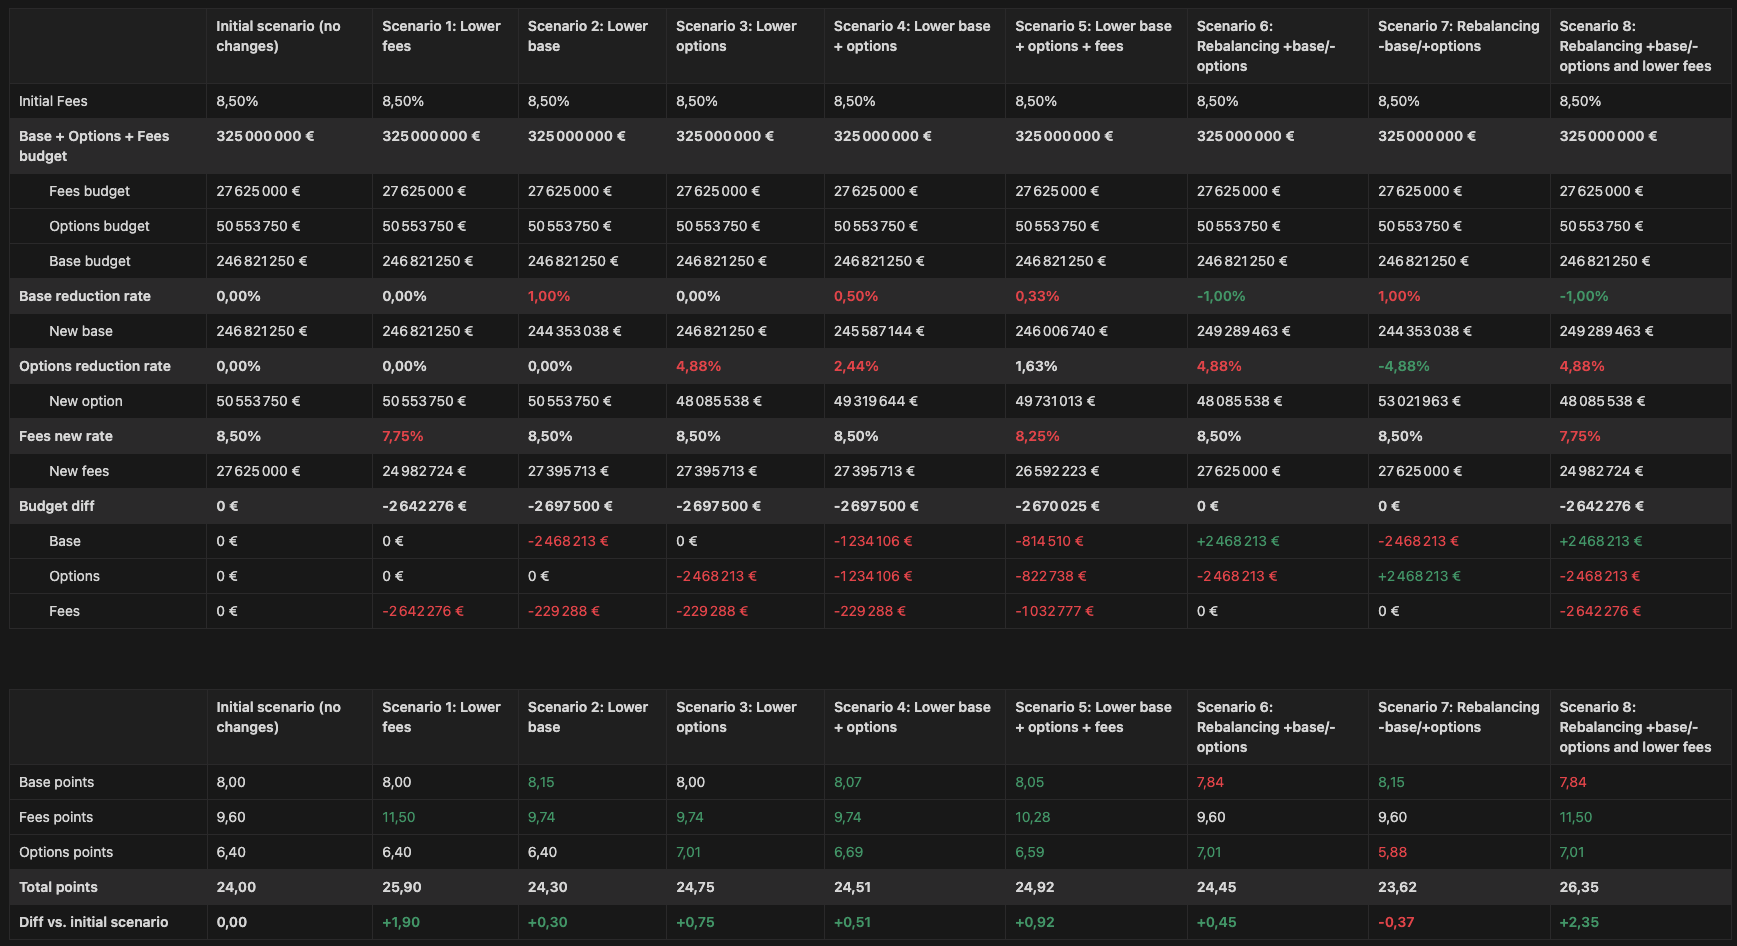 Initial scenario (no changes) Scenario 1: Lower fees Scenario 2: Lower base Scenario 3: Lower options Scenario 4: Lower base + options Scenario 5: Lower base + options + fees Scenario 6: Rebalancing +base/-options Scenario 7: Rebalancing -base/+options Scenario 8: Rebalancing +base/-options and lower fees
Initial Fees 8,50% 8,50% 8,50% 8,50% 8,50% 8,50% 8,50% 8,50% 8,50%
Base + Options + Fees budget 325 000 000 € 325 000 000 € 325 000 000 € 325 000 000 € 325 000 000 € 325 000 000 € 325 000 000 € 325 000 000 € 325 000 000 €
Fees budget 27 625 000 € 27 625 000 € 27 625 000 € 27 625 000 € 27 625 000 € 27 625 000 € 27 625 000 € 27 625 000 € 27 625 000 €
Options budget 50 553 750 € 50 553 750 € 50 553 750 € 50 553 750 € 50 553 750 € 50 553 750 € 50 553 750 € 50 553 750 € 50 553 750 €
Base budget 246 821 250 € 246 821 250 € 246 821 250 € 246 821 250 € 246 821 250 € 246 821 250 € 246 821 250 € 246 821 250 € 246 821 250 €
Base reduction rate 0,00% 0,00% 1,00% 0,00% 0,50% 0,33% -1,00% 1,00% -1,00%
New base 246 821 250 € 246 821 250 € 244 353 038 € 246 821 250 € 245 587 144 € 246 006 740 € 249 289 463 € 244 353 038 € 249 289 463 €
Options reduction rate 0,00% 0,00% 0,00% 4,88% 2,44% 1,63% 4,88% -4,88% 4,88%
New option 50 553 750 € 50 553 750 € 50 553 750 € 48 085 538 € 49 319 644 € 49 731 013 € 48 085 538 € 53 021 963 € 48 085 538 €
Fees new rate 8,50% 7,75% 8,50% 8,50% 8,50% 8,25% 8,50% 8,50% 7,75%
New fees 27 625 000 € 24 982 724 € 27 395 713 € 27 395 713 € 27 395 713 € 26 592 223 € 27 625 000 € 27 625 000 € 24 982 724 €
Budget diff 0 € -2 642 276 € -2 697 500 € -2 697 500 € -2 697 500 € -2 670 025 € 0 € 0 € -2 642 276 €
Base 0 € 0 € -2 468 213 € 0 € -1 234 106 € -814 510 € +2 468 213 € -2 468 213 € +2 468 213 €
Options 0 € 0 € 0 € -2 468 213 € -1 234 106 € -822 738 € -2 468 213 € +2 468 213 € -2 468 213 €
Fees 0 € -2 642 276 € -229 288 € -229 288 € -229 288 € -1 032 777 € 0 € 0 € -2 642 276 €
Initial scenario (no changes) Scenario 1: Lower fees Scenario 2: Lower base Scenario 3: Lower options Scenario 4: Lower base + options Scenario 5: Lower base + options + fees Scenario 6: Rebalancing +base/-options Scenario 7: Rebalancing -base/+options Scenario 8: Rebalancing +base/-options and lower fees
Base points 8,00 8,00 8,15 8,00 8,07 8,05 7,84 8,15 7,84
Fees points 9,60 11,50 9,74 9,74 9,74 10,28 9,60 9,60 11,50
Options points 6,40 6,40 6,40 7,01 6,69 6,59 7,01 5,88 7,01
Total points 24,00 25,90 24,30 24,75 24,51 24,92 24,45 23,62 26,35
Diff vs. initial scenario 0,00 +1,90 +0,30 +0,75 +0,51 +0,92 +0,45 -0,37 +2,35